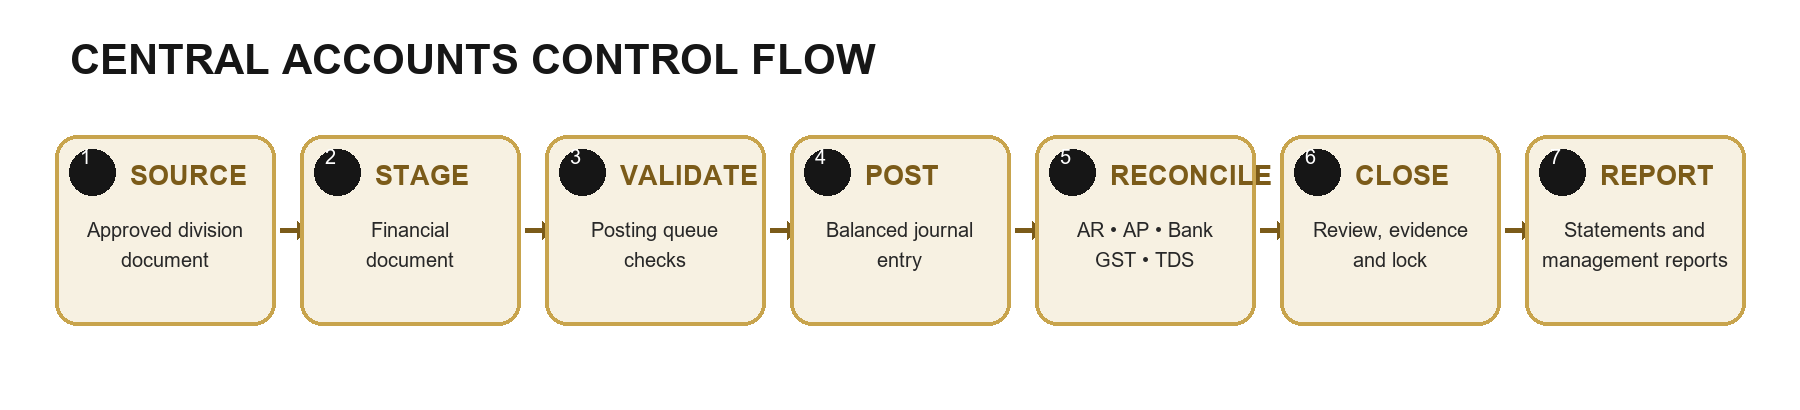 CENTRAL ACCOUNTS CONTROL FLOW
1 SOURCE
Approved division
document
2 STAGE
Financial
document
3 VALIDATE
Posting queue
checks
4 POST
Balanced journal
entry
5 RECONCILE
AR • AP • Bank
GST • TDS
6 CLOSE
Review, evidence
and lock
7 REPORT
Statements and
management reports